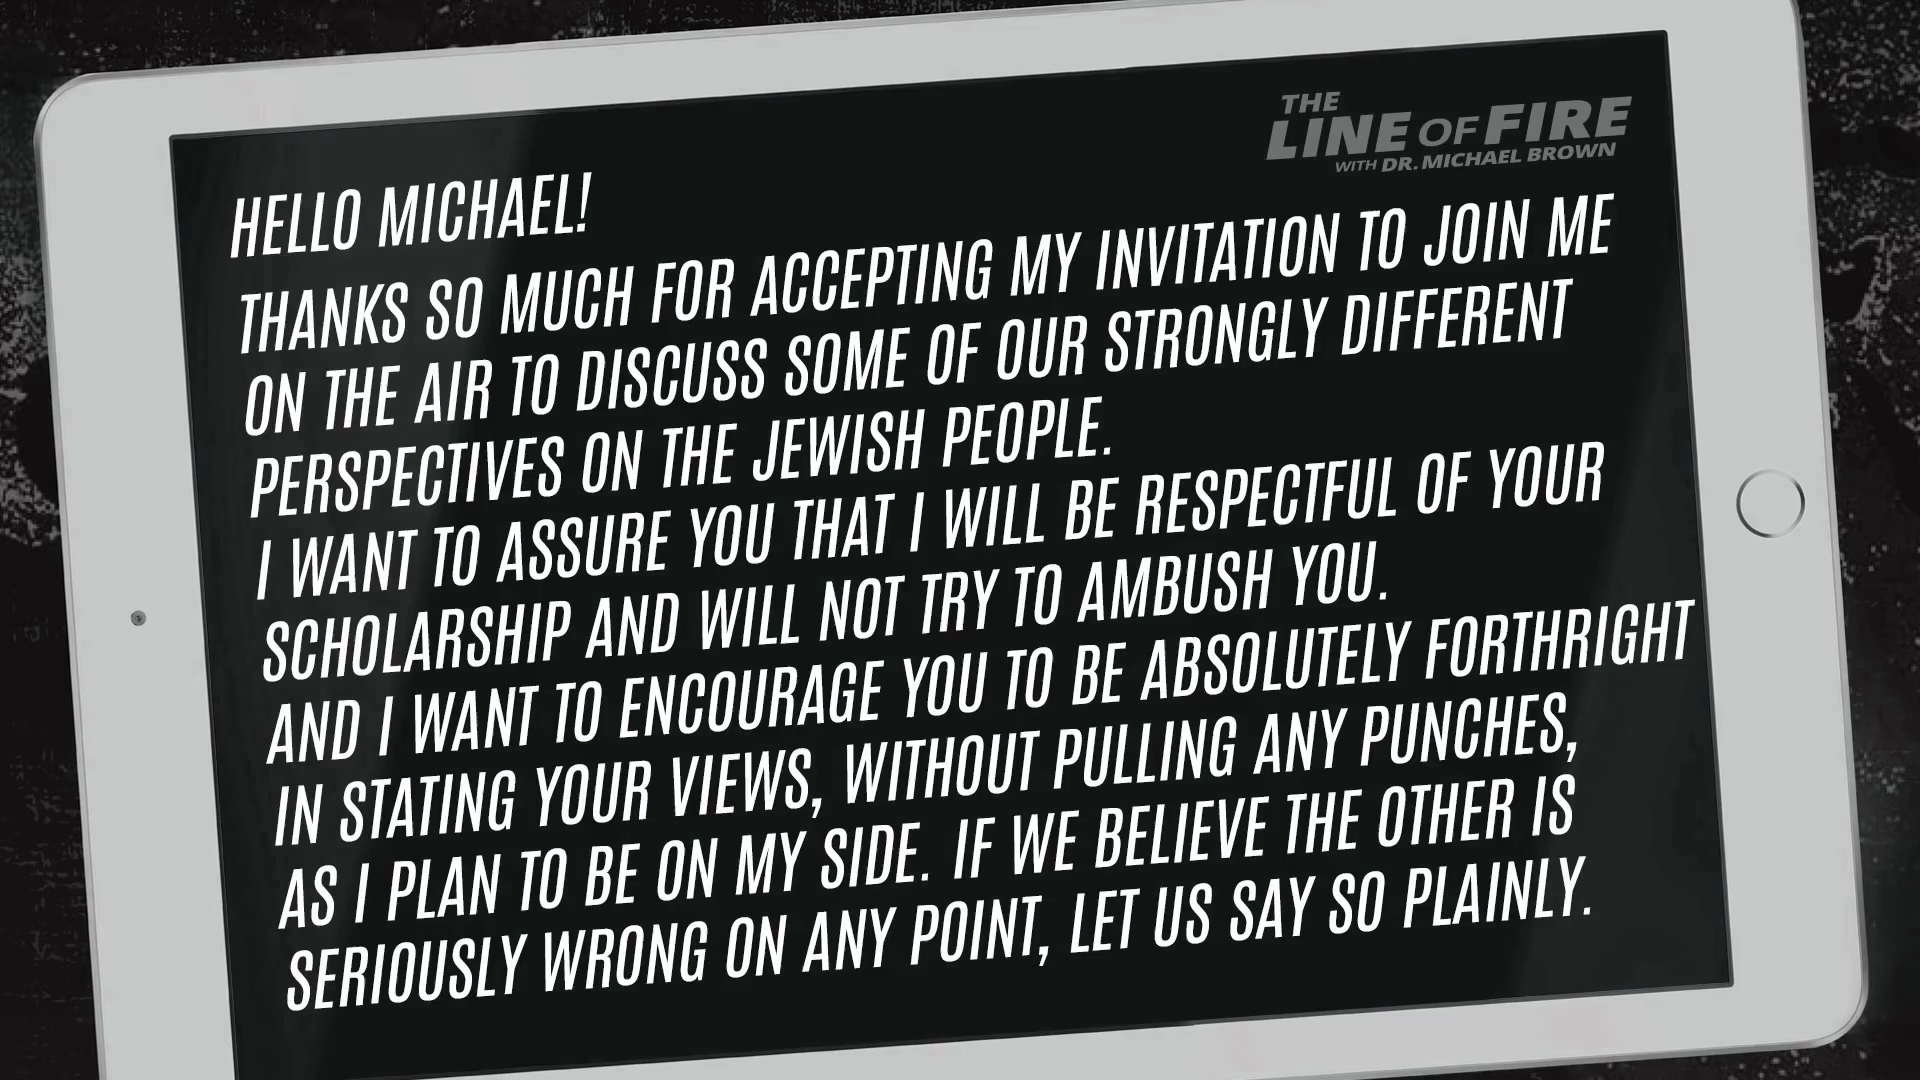 THE
LINE OF FIRE
WITH DR. MICHAEL BROWN
HELLO MICHAEL!
THANKS SO MUCH FOR ACCEPTING MY INVITATION TO JOIN ME
ON THE AIR TO DISCUSS SOME OF OUR STRONGLY DIFFERENT
PERSPECTIVES ON THE JEWISH PEOPLE.
I WANT TO ASSURE YOU THAT I WILL BE RESPECTFUL OF YOUR
SCHOLARSHIP AND WILL NOT TRY TO AMBUSH YOU.
AND I WANT TO ENCOURAGE YOU TO BE ABSOLUTELY FORTHRIGHT
IN STATING YOUR VIEWS, WITHOUT PULLING ANY PUNCHES,
AS I PLAN TO BE ON MY SIDE. IF WE BELIEVE THE OTHER IS
SERIOUSLY WRONG ON ANY POINT, LET US SAY SO PLAINLY.